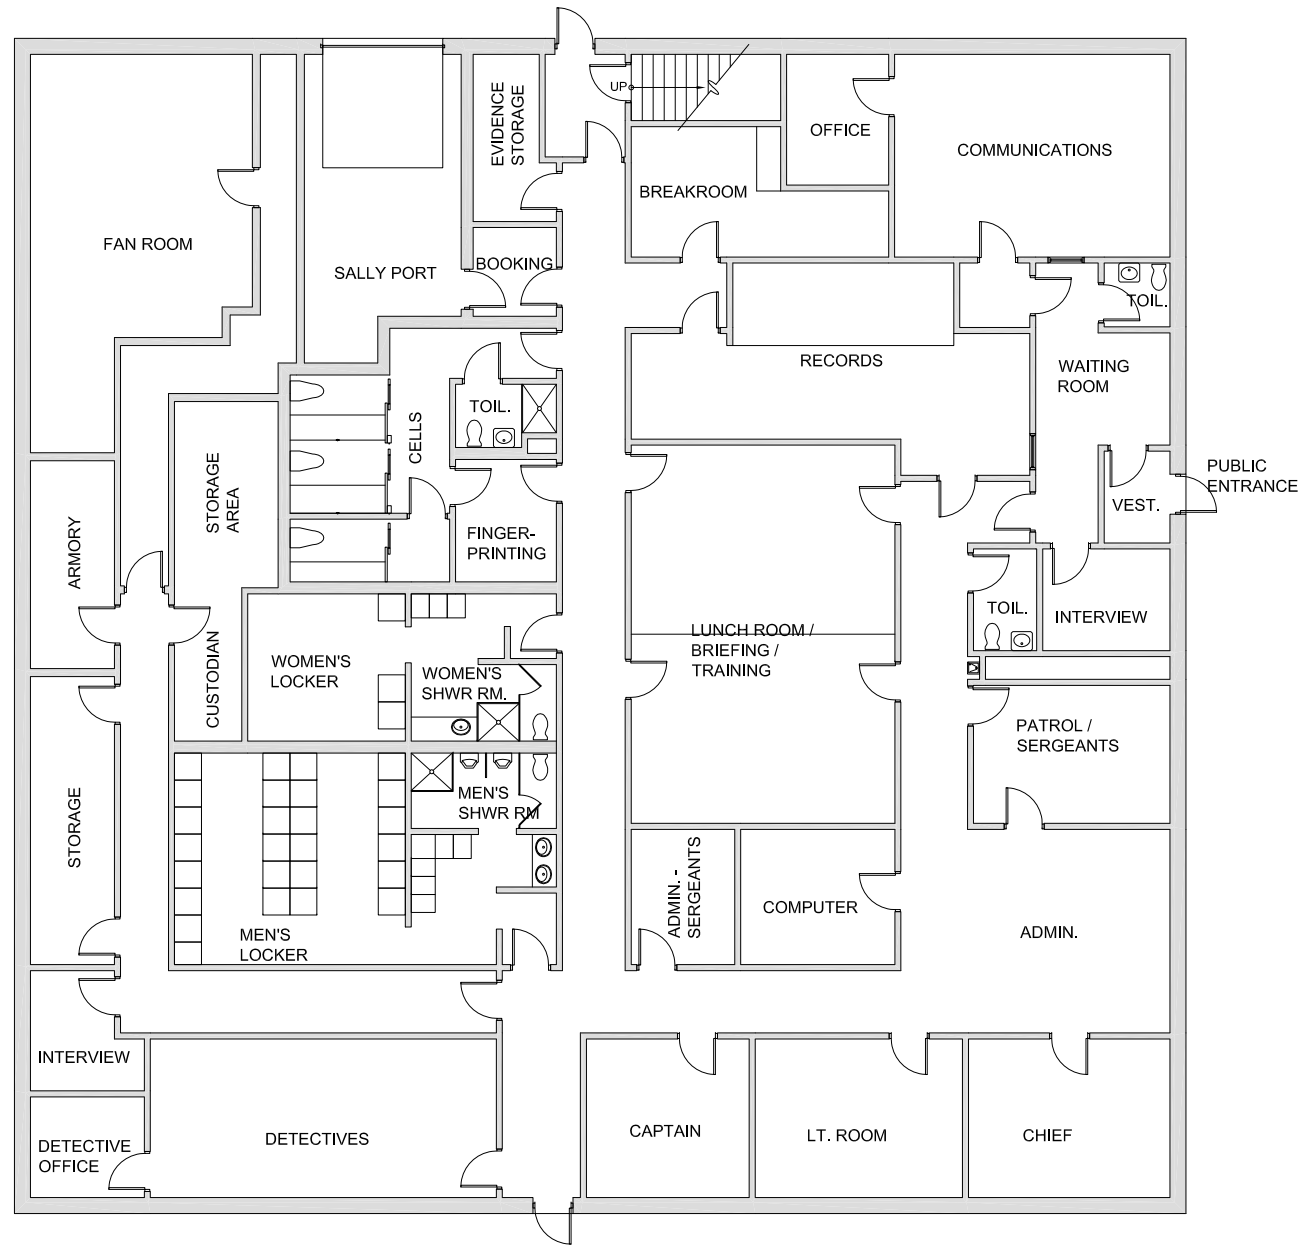 UP
EVIDENCE
STORAGE
OFFICE
COMMUNICATIONS
BREAKROOM
FAN ROOM
SALLY PORT
BOOKING
TOIL.
RECORDS
WAITING
ROOM
TOIL.
CELLS
STORAGE
AREA
PUBLIC
ENTRANCE
VEST.
FINGER-
PRINTING
ARMORY
TOIL.
INTERVIEW
LUNCH ROOM /
BRIEFING /
TRAINING
WOMEN'S
LOCKER
WOMEN'S
SHWR RM.
CUSTODIAN
PATROL /
SERGEANTS
MEN'S
SHWR RM
STORAGE
ADMIN. -
SERGEANTS
COMPUTER
MEN'S
LOCKER
ADMIN.
INTERVIEW
DETECTIVE
OFFICE
DETECTIVES
CAPTAIN
LT. ROOM
CHIEF